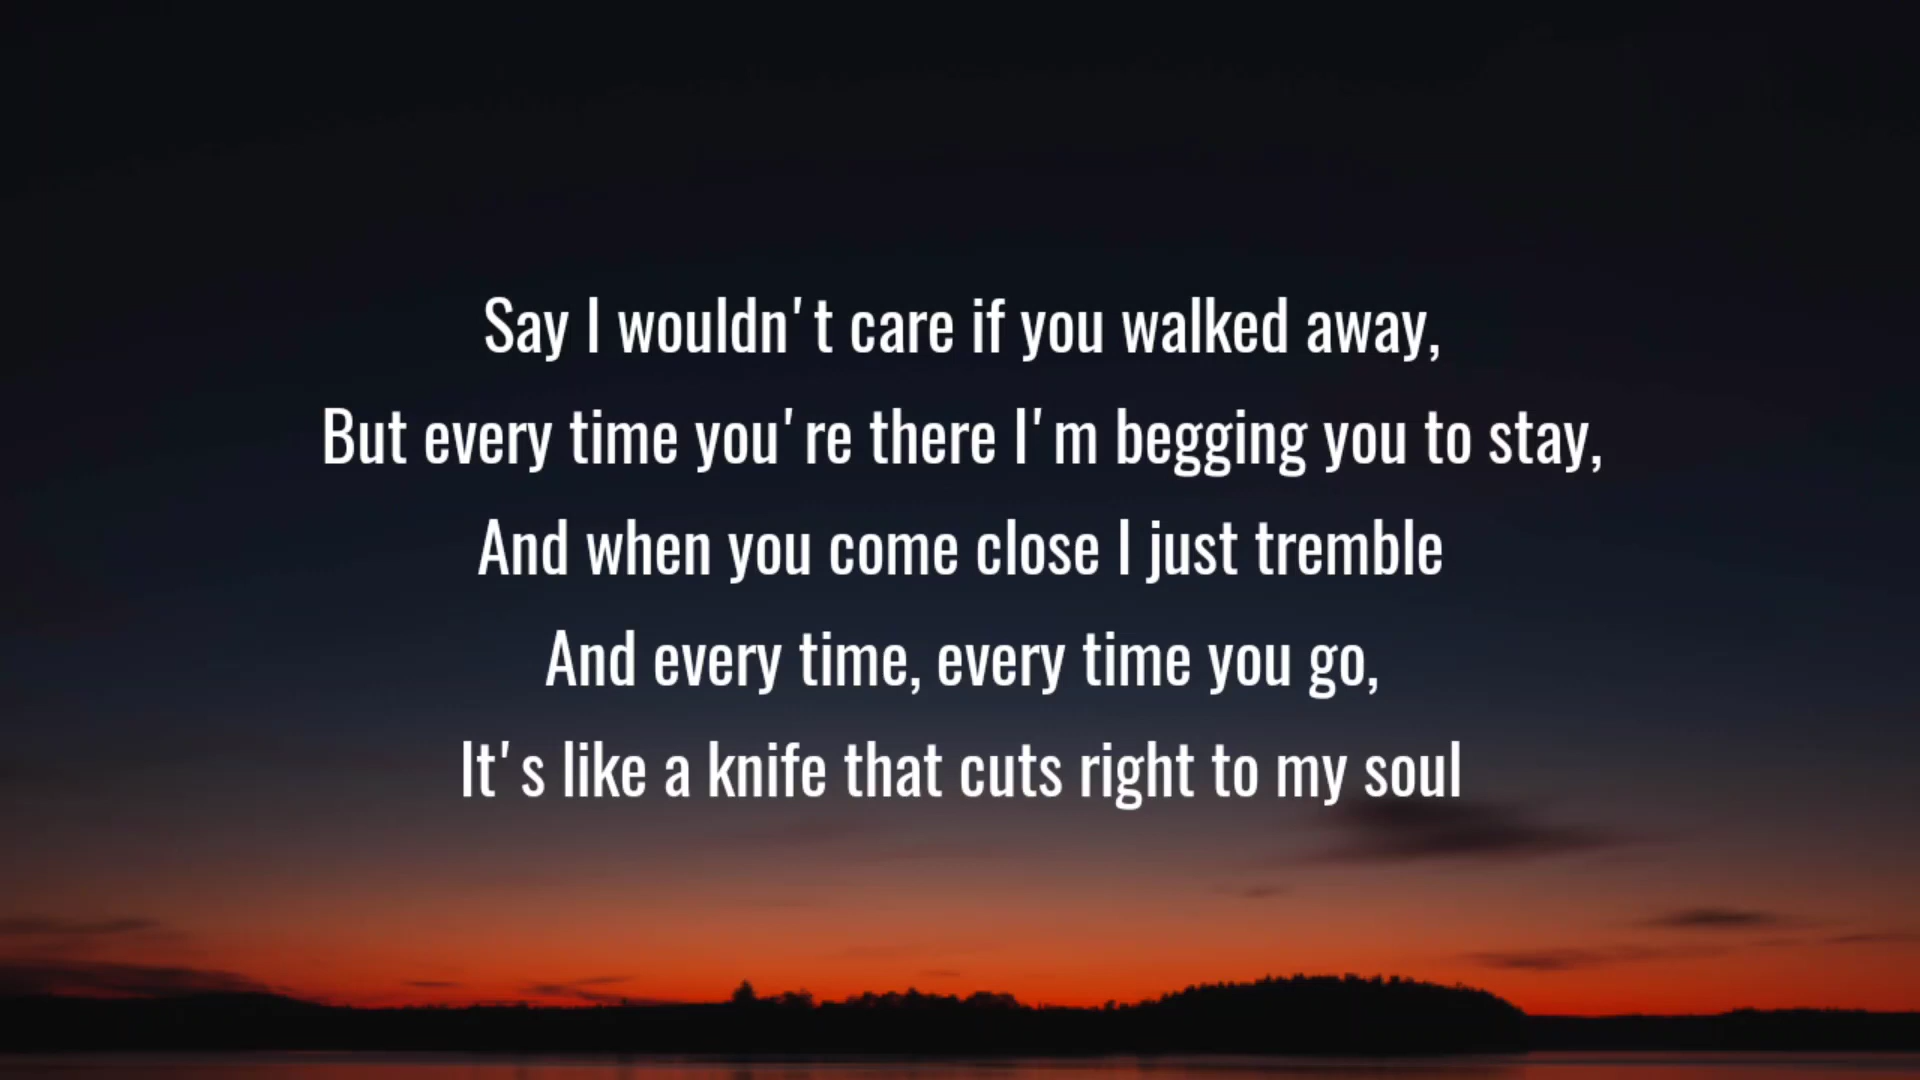 Say I wouldn't care if you walked away,
But every time you're there I'm begging you to stay,
And when you come close I just tremble
And every time, every time you go,
It's like a knife that cuts right to my soul